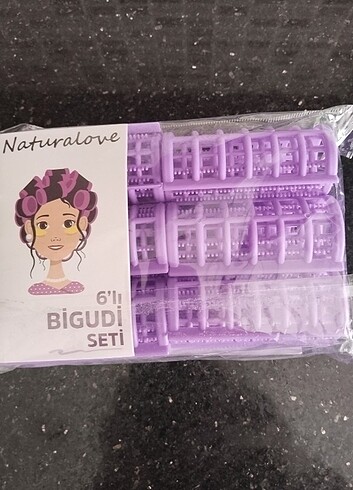 Naturalove
6'lı
BİGUDİ
SETİ